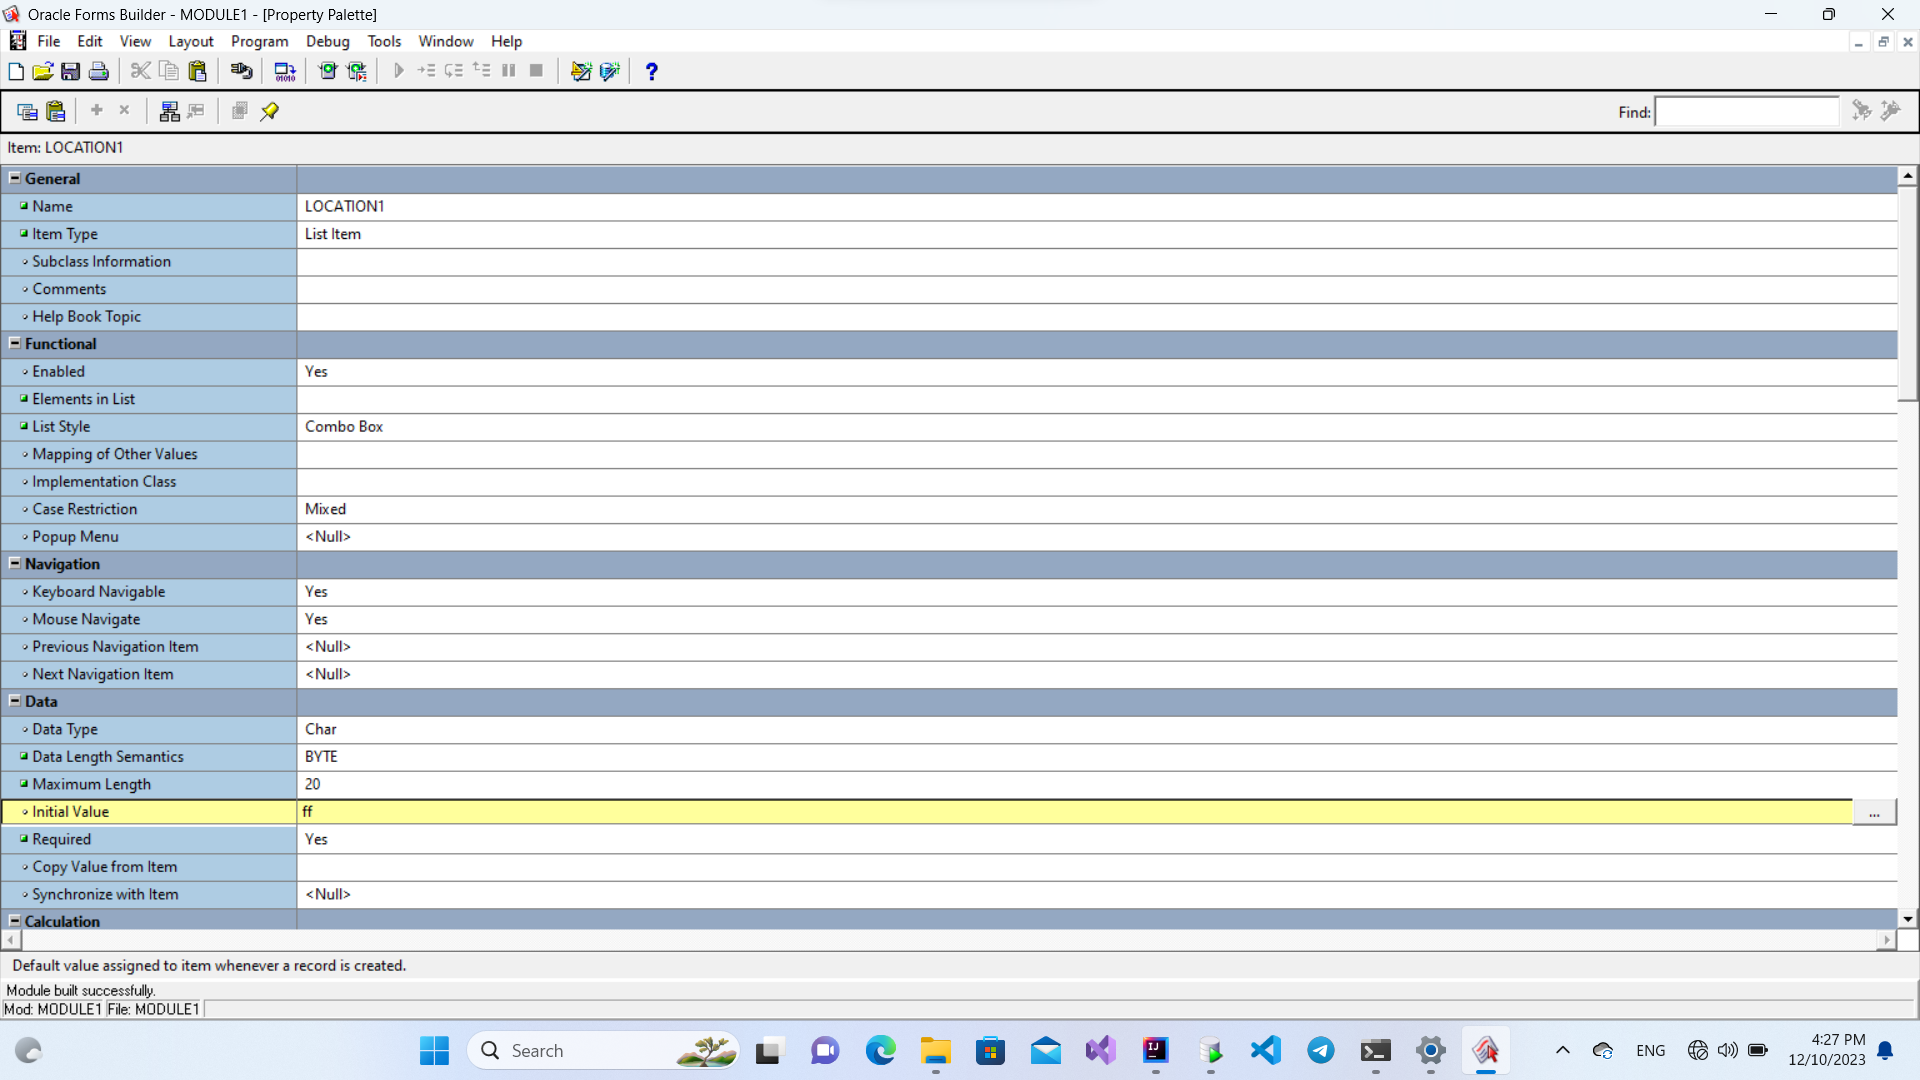 Oracle Forms Builder - MODULE1 - [Property Palette]
File Edit View Layout Program Debug Tools Window Help
Find:
Item: LOCATION1
General
Name LOCATION1
Item Type List Item
Subclass Information
Comments
Help Book Topic
Functional
Enabled Yes
Elements in List
List Style Combo Box
Mapping of Other Values
Implementation Class
Case Restriction Mixed
Popup Menu <Null>
Navigation
Keyboard Navigable Yes
Mouse Navigate Yes
Previous Navigation Item <Null>
Next Navigation Item <Null>
Data
Data Type Char
Data Length Semantics BYTE
Maximum Length 20
Initial Value ff ...
Required Yes
Copy Value from Item
Synchronize with Item <Null>
Calculation
Default value assigned to item whenever a record is created.
Module built successfully.
Mod: MODULE1 File: MODULE1
Search ENG 4:27 PM
12/10/2023